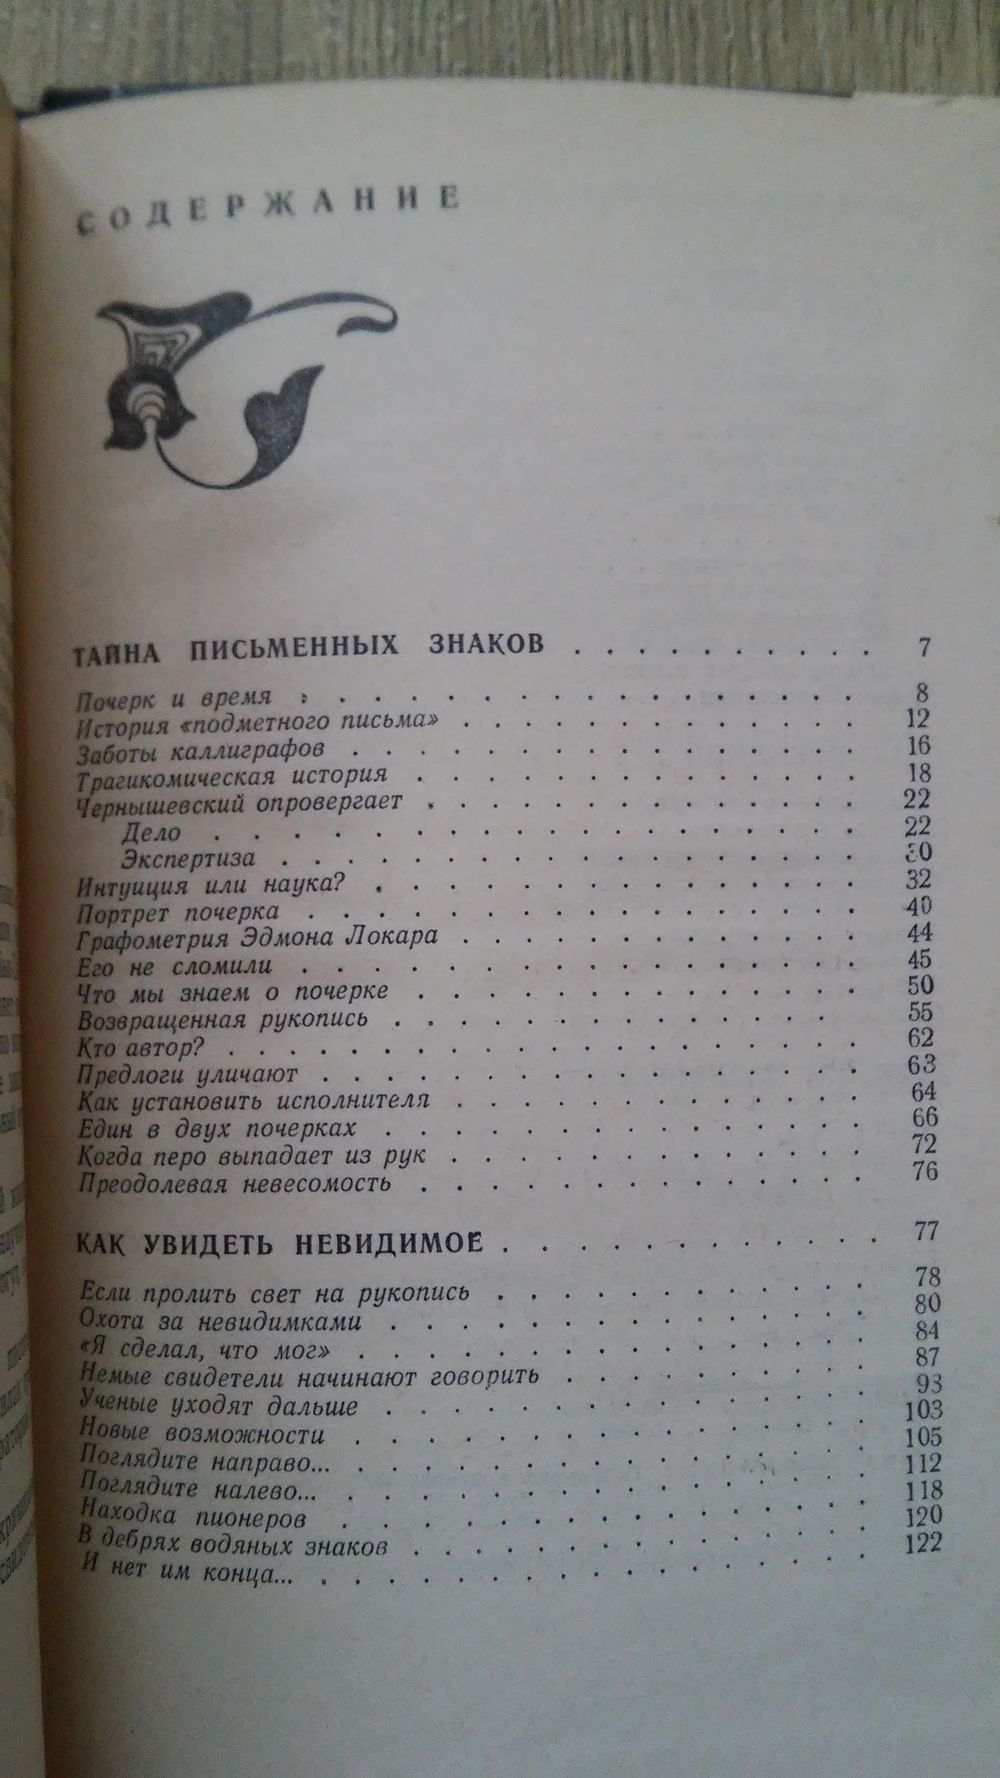 СОДЕРЖАНИЕ
ТАЙНА ПИСЬМЕННЫХ ЗНАКОВ . . . . . . . . . . 7
Почерк и время . . . . . . . . . . . . . . . 8
История «подметного письма» . . . . . . . . . . . 12
Заботы каллиграфов . . . . . . . . . . . . . . 16
Трагикомическая история . . . . . . . . . . . . 18
Чернышевский опровергает . . . . . . . . . . . . 22
Дело . . . . . . . . . . . . . . . . . 22
Экспертиза . . . . . . . . . . . . . . . 30
Интуиция или наука? . . . . . . . . . . . . . 32
Портрет почерка . . . . . . . . . . . . . . . 40
Графометрия Эдмона Локара . . . . . . . . . . . 44
Его не сломили . . . . . . . . . . . . . . . 45
Что мы знаем о почерке . . . . . . . . . . . . 50
Возвращенная рукопись . . . . . . . . . . . . 55
Кто автор? . . . . . . . . . . . . . . . . . 62
Предлоги уличают . . . . . . . . . . . . . . 63
Как установить исполнителя . . . . . . . . . . . 64
Един в двух почерках . . . . . . . . . . . . . 66
Когда перо выпадает из рук . . . . . . . . . . . 72
Преодолевая невесомость . . . . . . . . . . . . 76
КАК УВИДЕТЬ НЕВИДИМОЕ . . . . . . . . . . . 77
Если пролить свет на рукопись . . . . . . . . . . 78
Охота за невидимками . . . . . . . . . . . . . 80
«Я сделал, что мог» . . . . . . . . . . . . . . 84
Немые свидетели начинают говорить . . . . . . . . 87
Ученые уходят дальше . . . . . . . . . . . . . 93
Новые возможности . . . . . . . . . . . . . . 103
Поглядите направо... . . . . . . . . . . . . . . 105
Поглядите налево... . . . . . . . . . . . . . . 112
Находка пионеров . . . . . . . . . . . . . . 118
В дебрях водяных знаков . . . . . . . . . . . . 120
И нет им конца... . . . . . . . . . . . . . . . 122